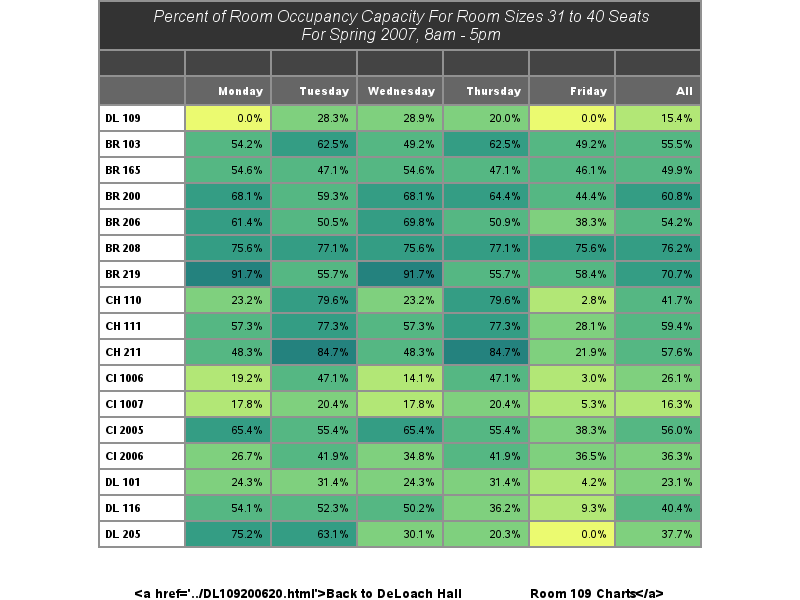 Percent of Room Occupancy Capacity For Room Sizes 31 to 40 Seats
For Spring 2007, 8am - 5pm
Monday Tuesday Wednesday Thursday Friday All
DL 109 0.0% 28.3% 28.9% 20.0% 0.0% 15.4%
BR 103 54.2% 62.5% 49.2% 62.5% 49.2% 55.5%
BR 165 54.6% 47.1% 54.6% 47.1% 46.1% 49.9%
BR 200 68.1% 59.3% 68.1% 64.4% 44.4% 60.8%
BR 206 61.4% 50.5% 69.8% 50.9% 38.3% 54.2%
BR 208 75.6% 77.1% 75.6% 77.1% 75.6% 76.2%
BR 219 91.7% 55.7% 91.7% 55.7% 58.4% 70.7%
CH 110 23.2% 79.6% 23.2% 79.6% 2.8% 41.7%
CH 111 57.3% 77.3% 57.3% 77.3% 28.1% 59.4%
CH 211 48.3% 84.7% 48.3% 84.7% 21.9% 57.6%
CI 1006 19.2% 47.1% 14.1% 47.1% 3.0% 26.1%
CI 1007 17.8% 20.4% 17.8% 20.4% 5.3% 16.3%
CI 2005 65.4% 55.4% 65.4% 55.4% 38.3% 56.0%
CI 2006 26.7% 41.9% 34.8% 41.9% 36.5% 36.3%
DL 101 24.3% 31.4% 24.3% 31.4% 4.2% 23.1%
DL 116 54.1% 52.3% 50.2% 36.2% 9.3% 40.4%
DL 205 75.2% 63.1% 30.1% 20.3% 0.0% 37.7%
<a href='../DL109200620.html'>Back to DeLoach Hall Room 109 Charts</a>